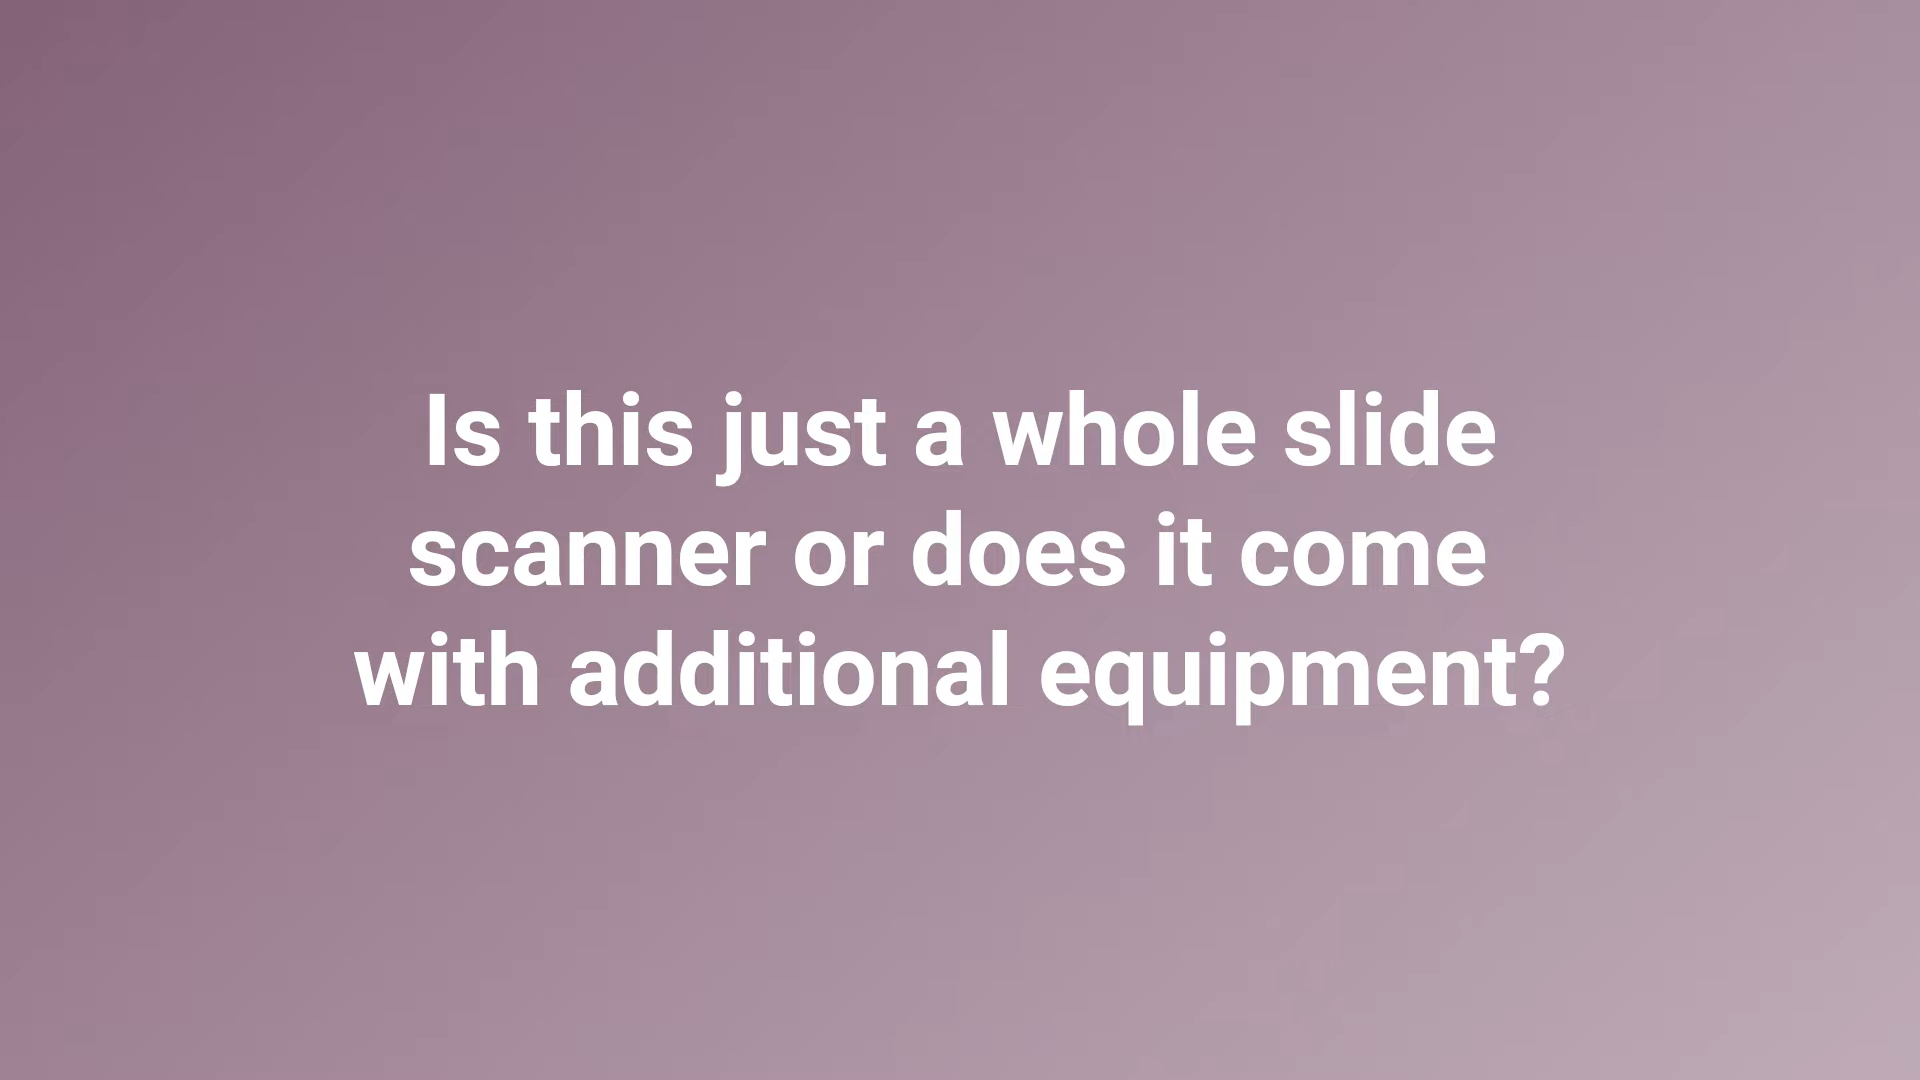 Is this just a whole slide
scanner or does it come
with additional equipment?